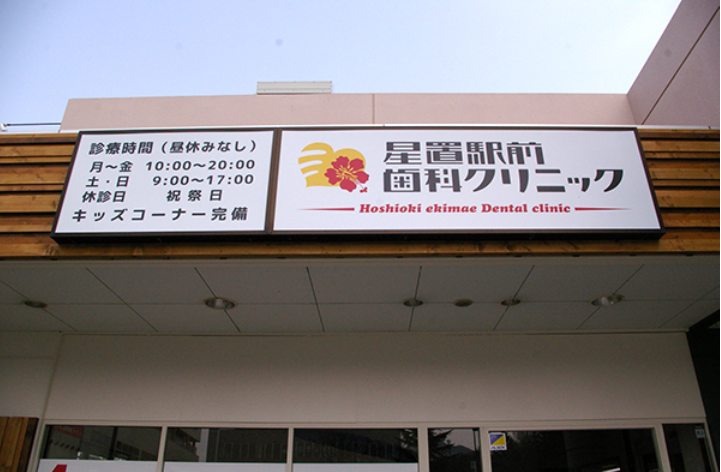 診療時間（昼休みなし）
月～金 10:00～20:00
土・日 9:00～17:00
休診日 祝祭日
キッズコーナー完備
星置駅前
歯科クリニック
Hoshioki ekimae Dental clinic